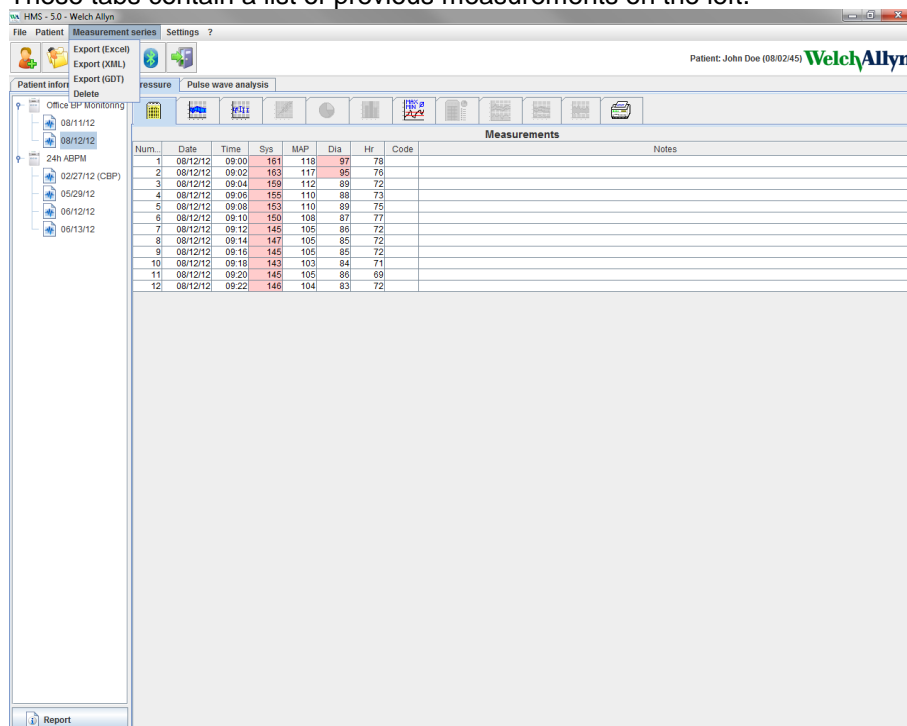 These tabs contain a list of previous measurements on the left.
HMS - 5.0 - Welch Allyn
File Patient Measurement series Settings ?
Export (Excel)
Export (XML)
Export (GDT)
Delete
Patient: John Doe (08/02/45) WelchAllyn
Patient infor ressure Pulse wave analysis
Office BP Monitoring
08/11/12
08/12/12
24h ABPM
02/27/12 (CBP)
05/29/12
06/12/12
06/13/12
MAX Ø
MIN
Measurements
Num... Date Time Sys MAP Dia Hr Code Notes
1 08/12/12 09:00 161 118 97 78
2 08/12/12 09:02 163 117 95 76
3 08/12/12 09:04 159 112 89 72
4 08/12/12 09:06 155 110 88 73
5 08/12/12 09:08 153 110 89 75
6 08/12/12 09:10 150 108 87 77
7 08/12/12 09:12 145 105 86 72
8 08/12/12 09:14 147 105 85 72
9 08/12/12 09:16 145 105 85 72
10 08/12/12 09:18 143 103 84 71
11 08/12/12 09:20 145 105 86 69
12 08/12/12 09:22 146 104 83 72
Report